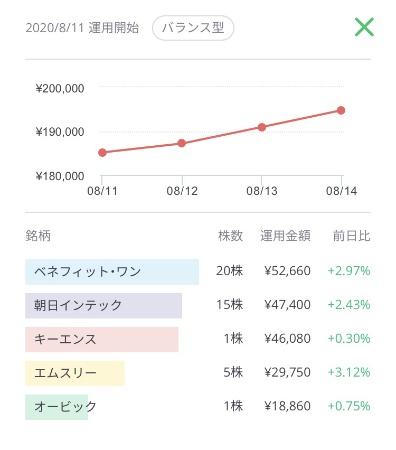 2020/8/11 運用開始 バランス型
¥200,000
¥190,000
¥180,000
08/11 08/12 08/13 08/14
銘柄 株数 運用金額 前日比
ベネフィット・ワン 20株 ¥52,660 +2.97%
朝日インテック 15株 ¥47,400 +2.43%
キーエンス 1株 ¥46,080 +0.30%
エムスリー 5株 ¥29,750 +3.12%
オービック 1株 ¥18,860 +0.75%